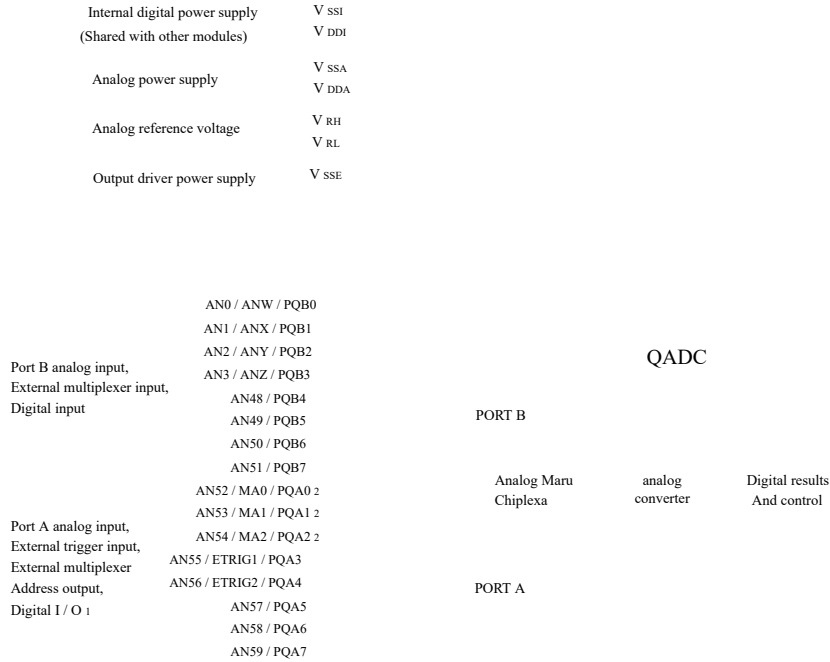 Internal digital power supply
(Shared with other modules)
V SSI
V DDI
Analog power supply
V SSA
V DDA
Analog reference voltage
V RH
V RL
Output driver power supply
V SSE
AN0 / ANW / PQB0
AN1 / ANX / PQB1
AN2 / ANY / PQB2
AN3 / ANZ / PQB3
AN48 / PQB4
AN49 / PQB5
AN50 / PQB6
AN51 / PQB7
Port B analog input,
External multiplexer input,
Digital input
AN52 / MA0 / PQA0 2
AN53 / MA1 / PQA1 2
AN54 / MA2 / PQA2 2
AN55 / ETRIG1 / PQA3
AN56 / ETRIG2 / PQA4
AN57 / PQA5
AN58 / PQA6
AN59 / PQA7
Port A analog input,
External trigger input,
External multiplexer
Address output,
Digital I / O 1
QADC
PORT B
Analog Maru
Chiplexa
analog
converter
Digital results
And control
PORT A